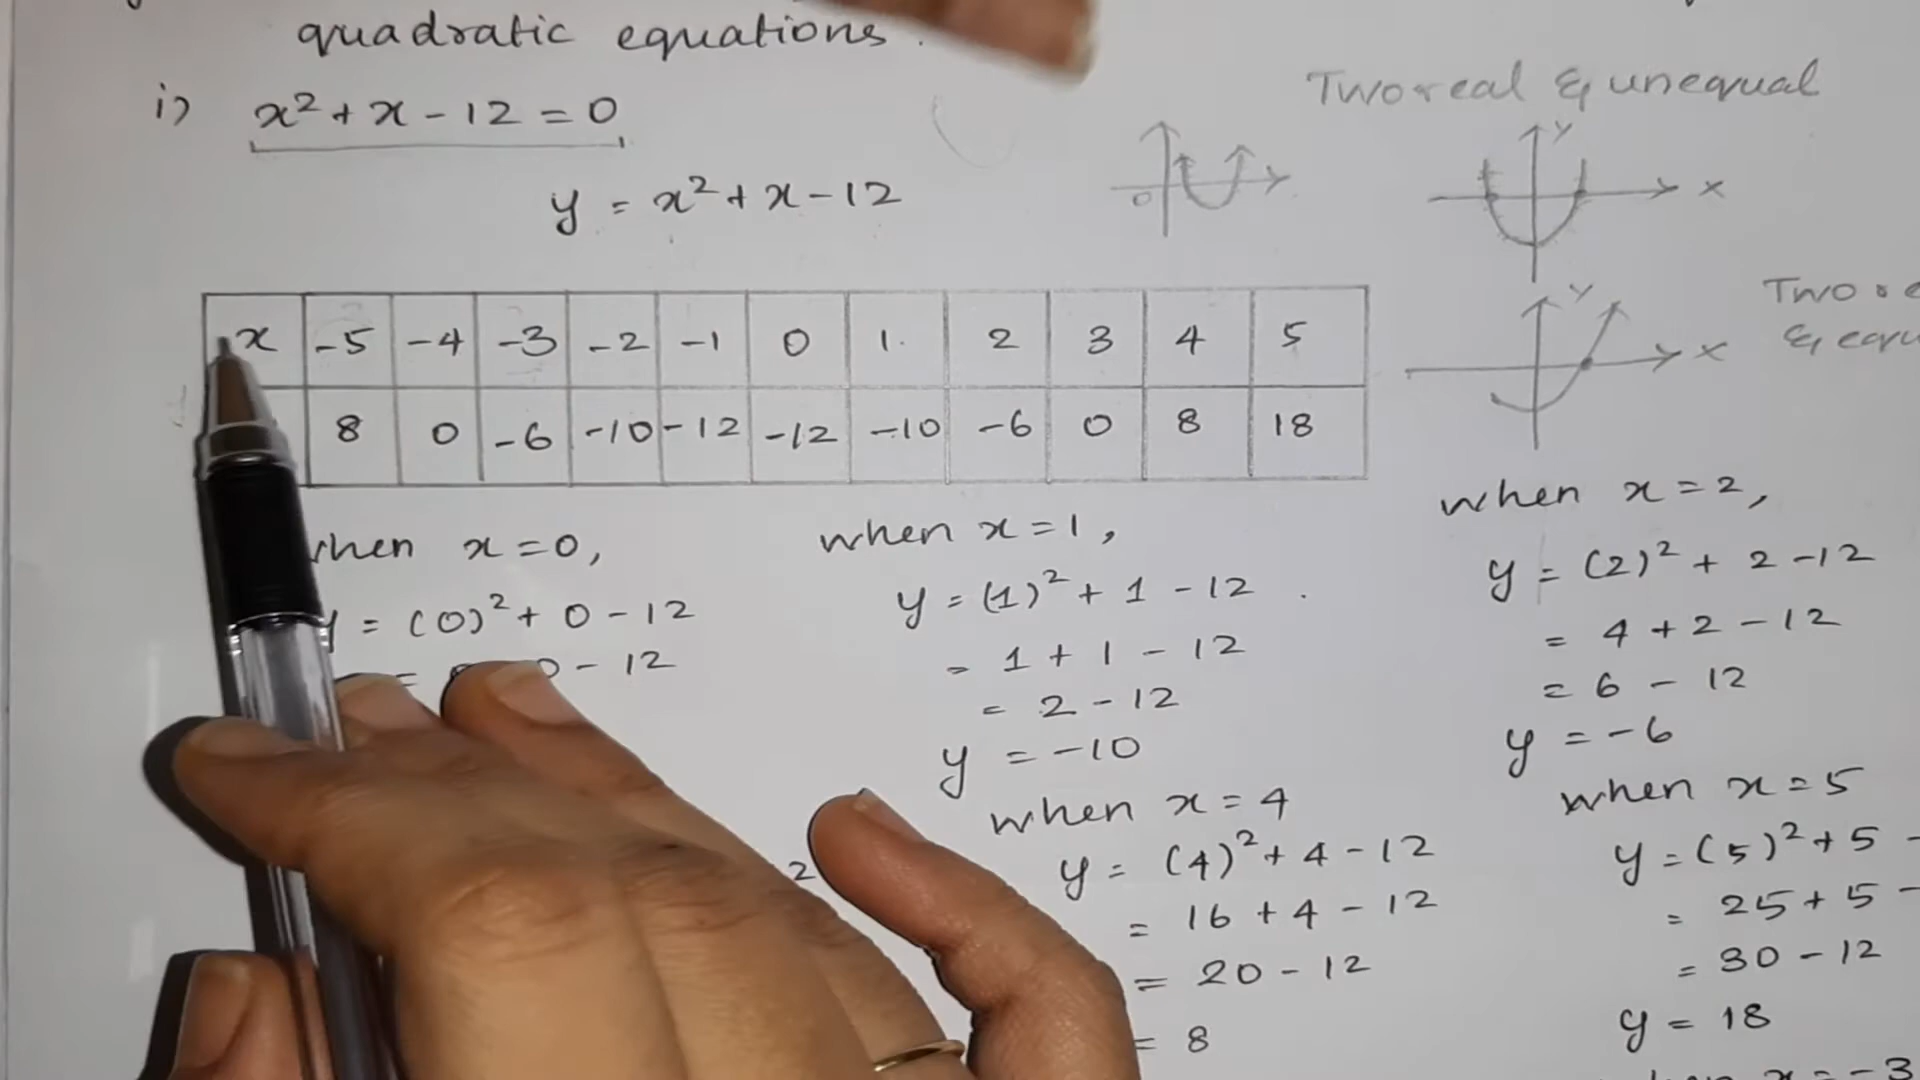 quadratic equations.
i) x² + x - 12 = 0
y = x² + x - 12
Two real & unequal
Y
X
O
Y
X
Two
x -5 -4 -3 -2 -1 0 1 2 3 4 5
8 0 -6 -10 -12 -12 -10 -6 0 8 18
when x = 0,
y = (0)² + 0 - 12
= 0 - 12
when x = 1,
y = (1)² + 1 - 12
= 1 + 1 - 12
= 2 - 12
y = -10
when x = 2,
y = (2)² + 2 - 12
= 4 + 2 - 12
= 6 - 12
y = -6
2
when x = 4
y = (4)² + 4 - 12
= 16 + 4 - 12
= 20 - 12
= 8
when x = 5
y = (5)² + 5 -
= 25 + 5 -
= 30 - 12
y = 18
x = -3